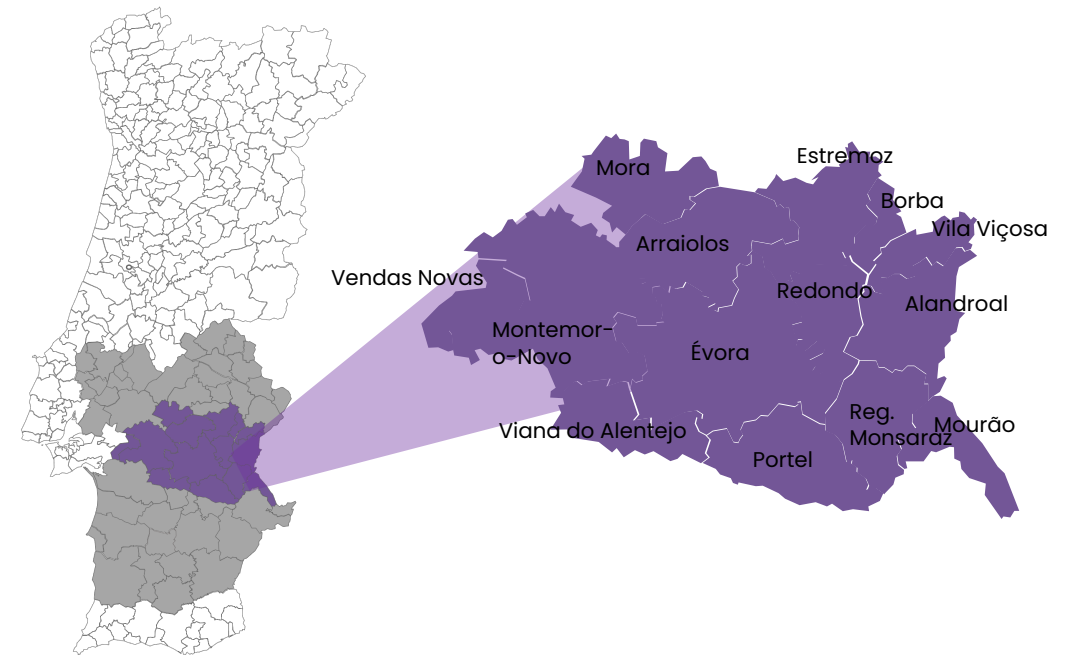 Estremoz
Mora
Borba
Vila Viçosa
Arraiolos
Vendas Novas
Redondo
Alandroal
Montemor-
o-Novo
Évora
Reg.
Monsaraz
Mourão
Viana do Alentejo
Portel